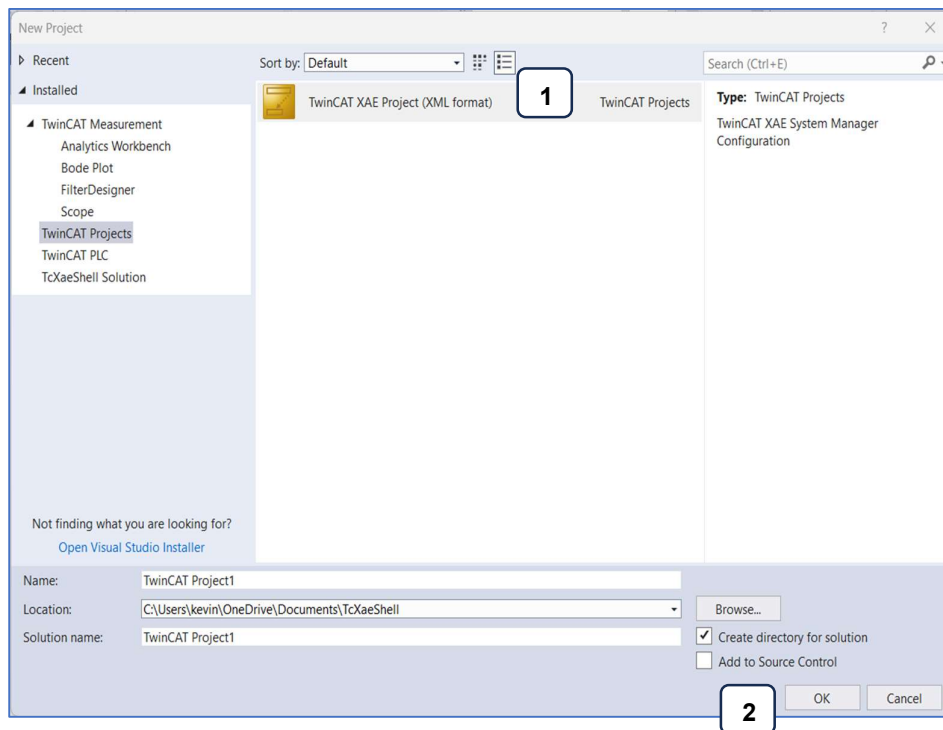 New Project ? ×
Recent
Installed
TwinCAT Measurement
Analytics Workbench
Bode Plot
FilterDesigner
Scope
TwinCAT Projects
TwinCAT PLC
TcXaeShell Solution
Not finding what you are looking for?
Open Visual Studio Installer
Sort by: Default
1
TwinCAT XAE Project (XML format) TwinCAT Projects
Search (Ctrl+E)
Type: TwinCAT Projects
TwinCAT XAE System Manager
Configuration
Name: TwinCAT Project1
Location: C:\Users\kevin\OneDrive\Documents\TcXaeShell Browse...
Solution name: TwinCAT Project1
Create directory for solution
Add to Source Control
2
OK Cancel